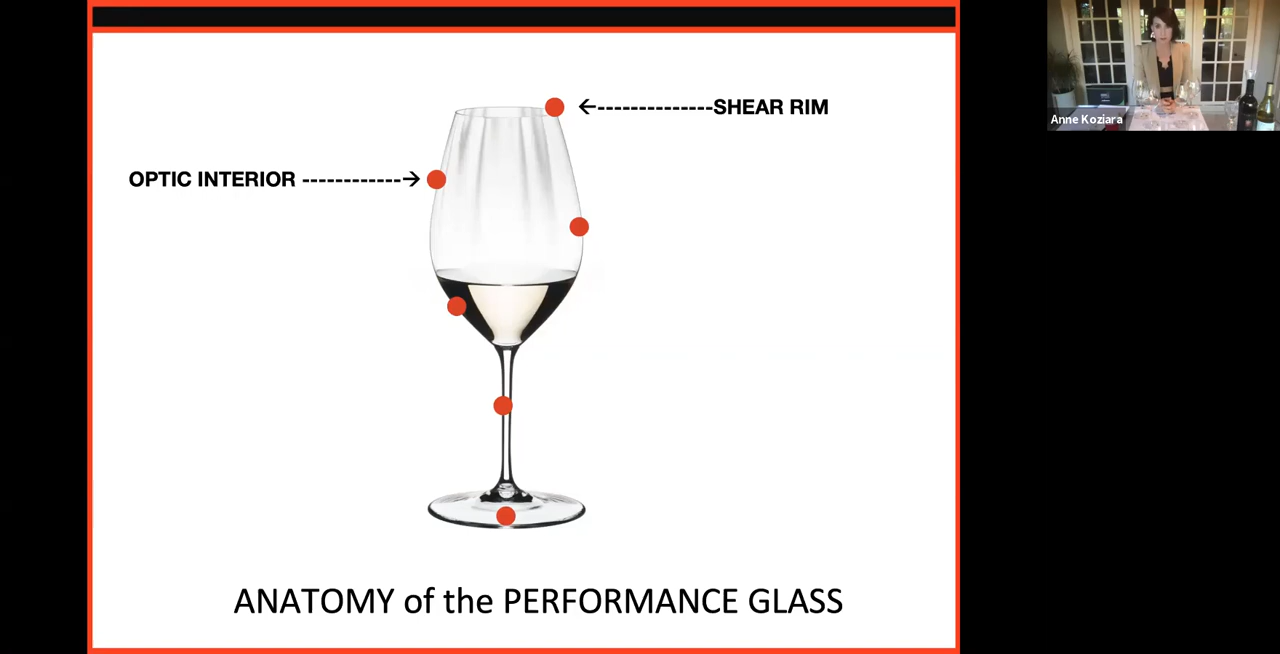 ←--------------SHEAR RIM
OPTIC INTERIOR ------------→
ANATOMY of the PERFORMANCE GLASS
Anne Koziara